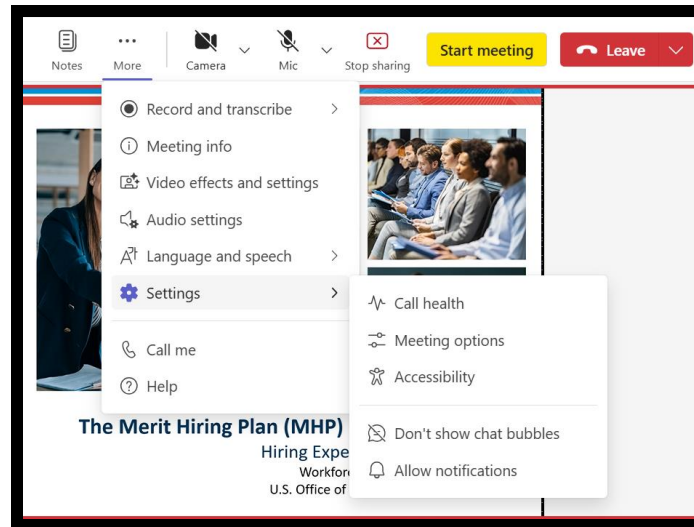 Notes
More
Camera
Mic
Stop sharing
Start meeting
Leave
Record and transcribe
Meeting info
Video effects and settings
Audio settings
Language and speech
Settings
Call me
Help
Call health
Meeting options
Accessibility
Don't show chat bubbles
Allow notifications
The Merit Hiring Plan (MHP)
Hiring
U.S. Office of